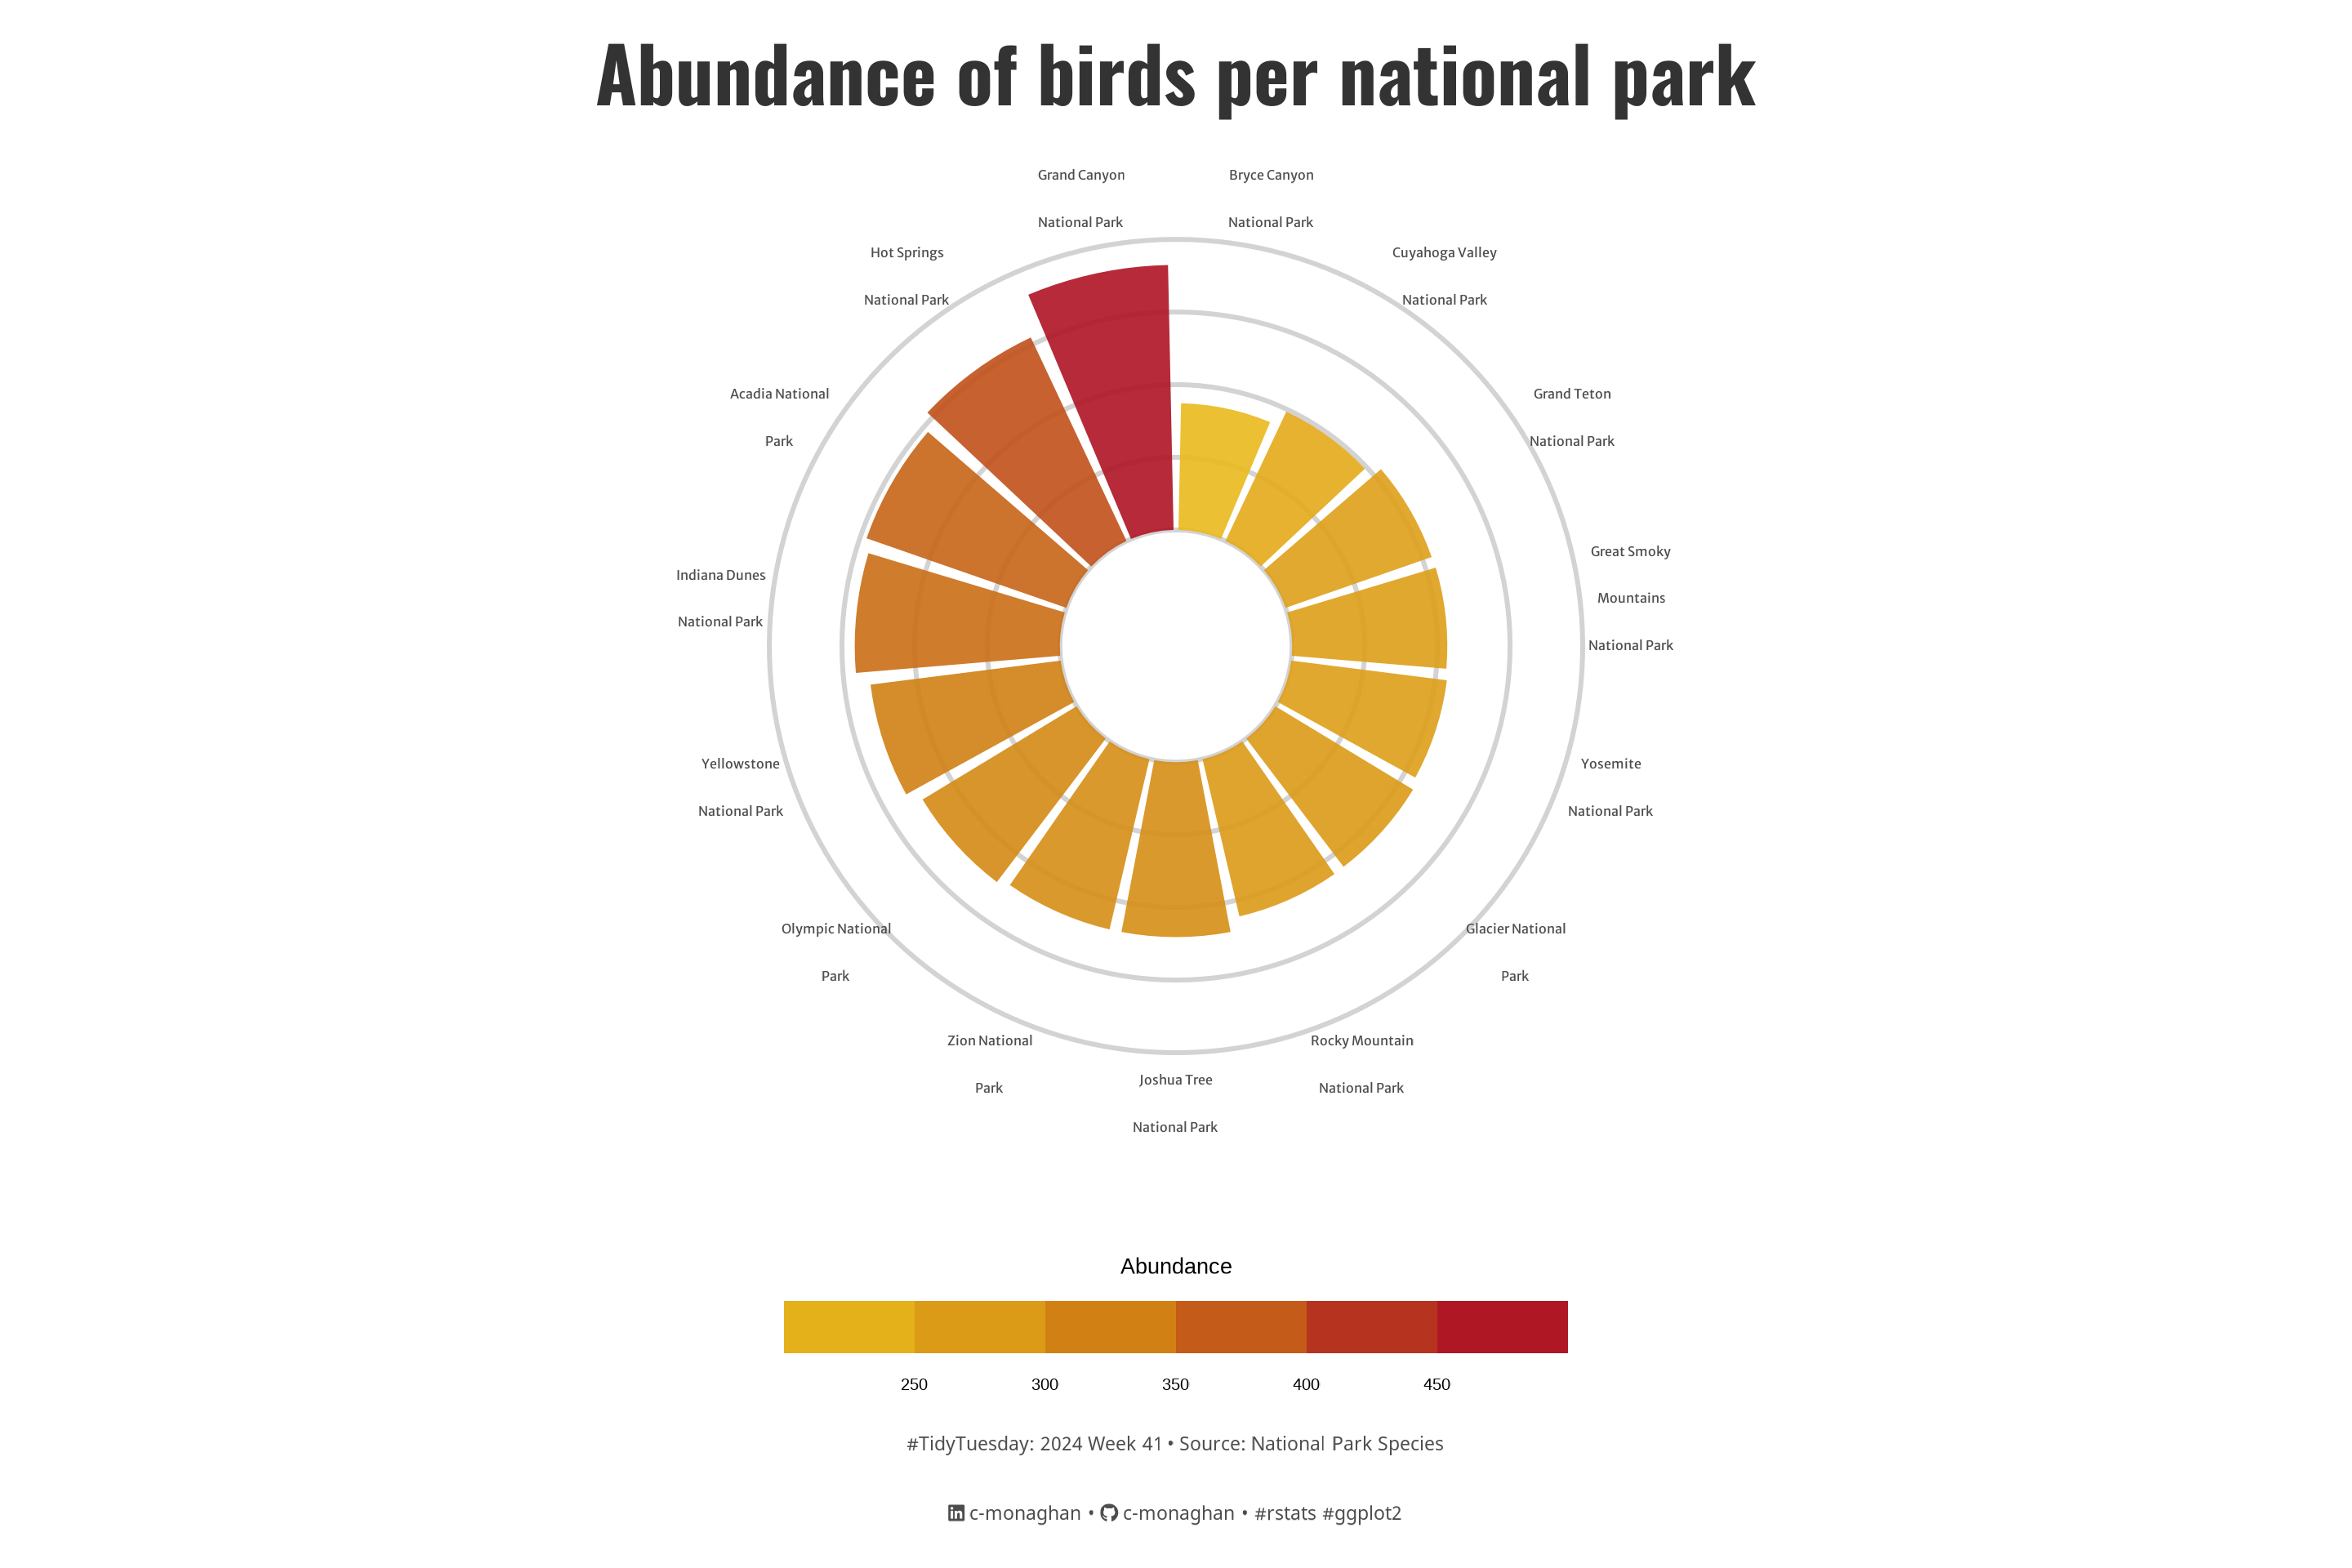 Abundance of birds per national park
Grand Canyon
National Park
Bryce Canyon
National Park
Hot Springs
National Park
Cuyahoga Valley
National Park
Acadia National
Park
Grand Teton
National Park
Indiana Dunes
National Park
Great Smoky
Mountains
National Park
Yellowstone
National Park
Yosemite
National Park
Olympic National
Park
Glacier National
Park
Zion National
Park
Joshua Tree
National Park
Rocky Mountain
National Park
Abundance
250 300 350 400 450
#TidyTuesday: 2024 Week 41 • Source: National Park Species
c-monaghan • c-monaghan • #rstats #ggplot2